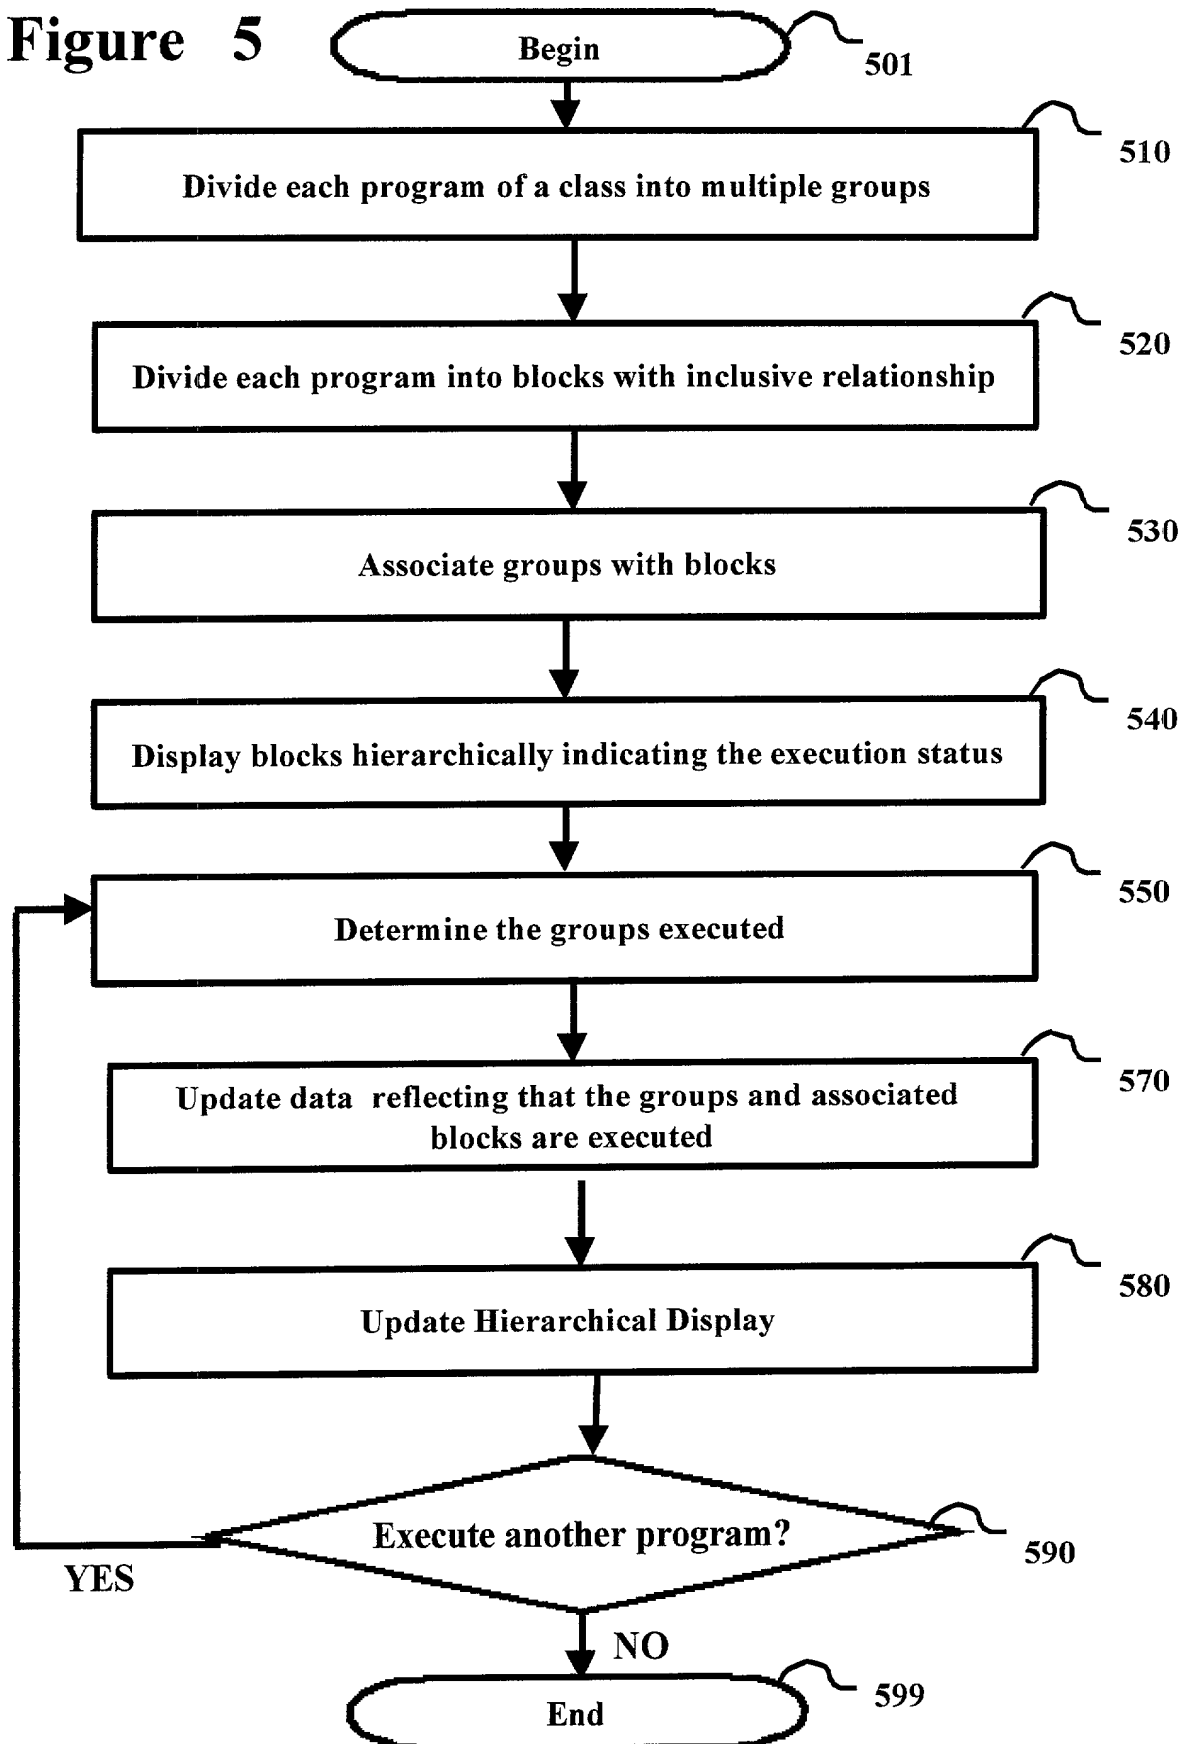 Figure 5
Begin
501
510
Divide each program of a class into multiple groups
520
Divide each program into blocks with inclusive relationship
530
Associate groups with blocks
540
Display blocks hierarchically indicating the execution status
550
Determine the groups executed
570
Update data reflecting that the groups and associated
blocks are executed
580
Update Hierarchical Display
Execute another program?
590
YES
NO
599
End